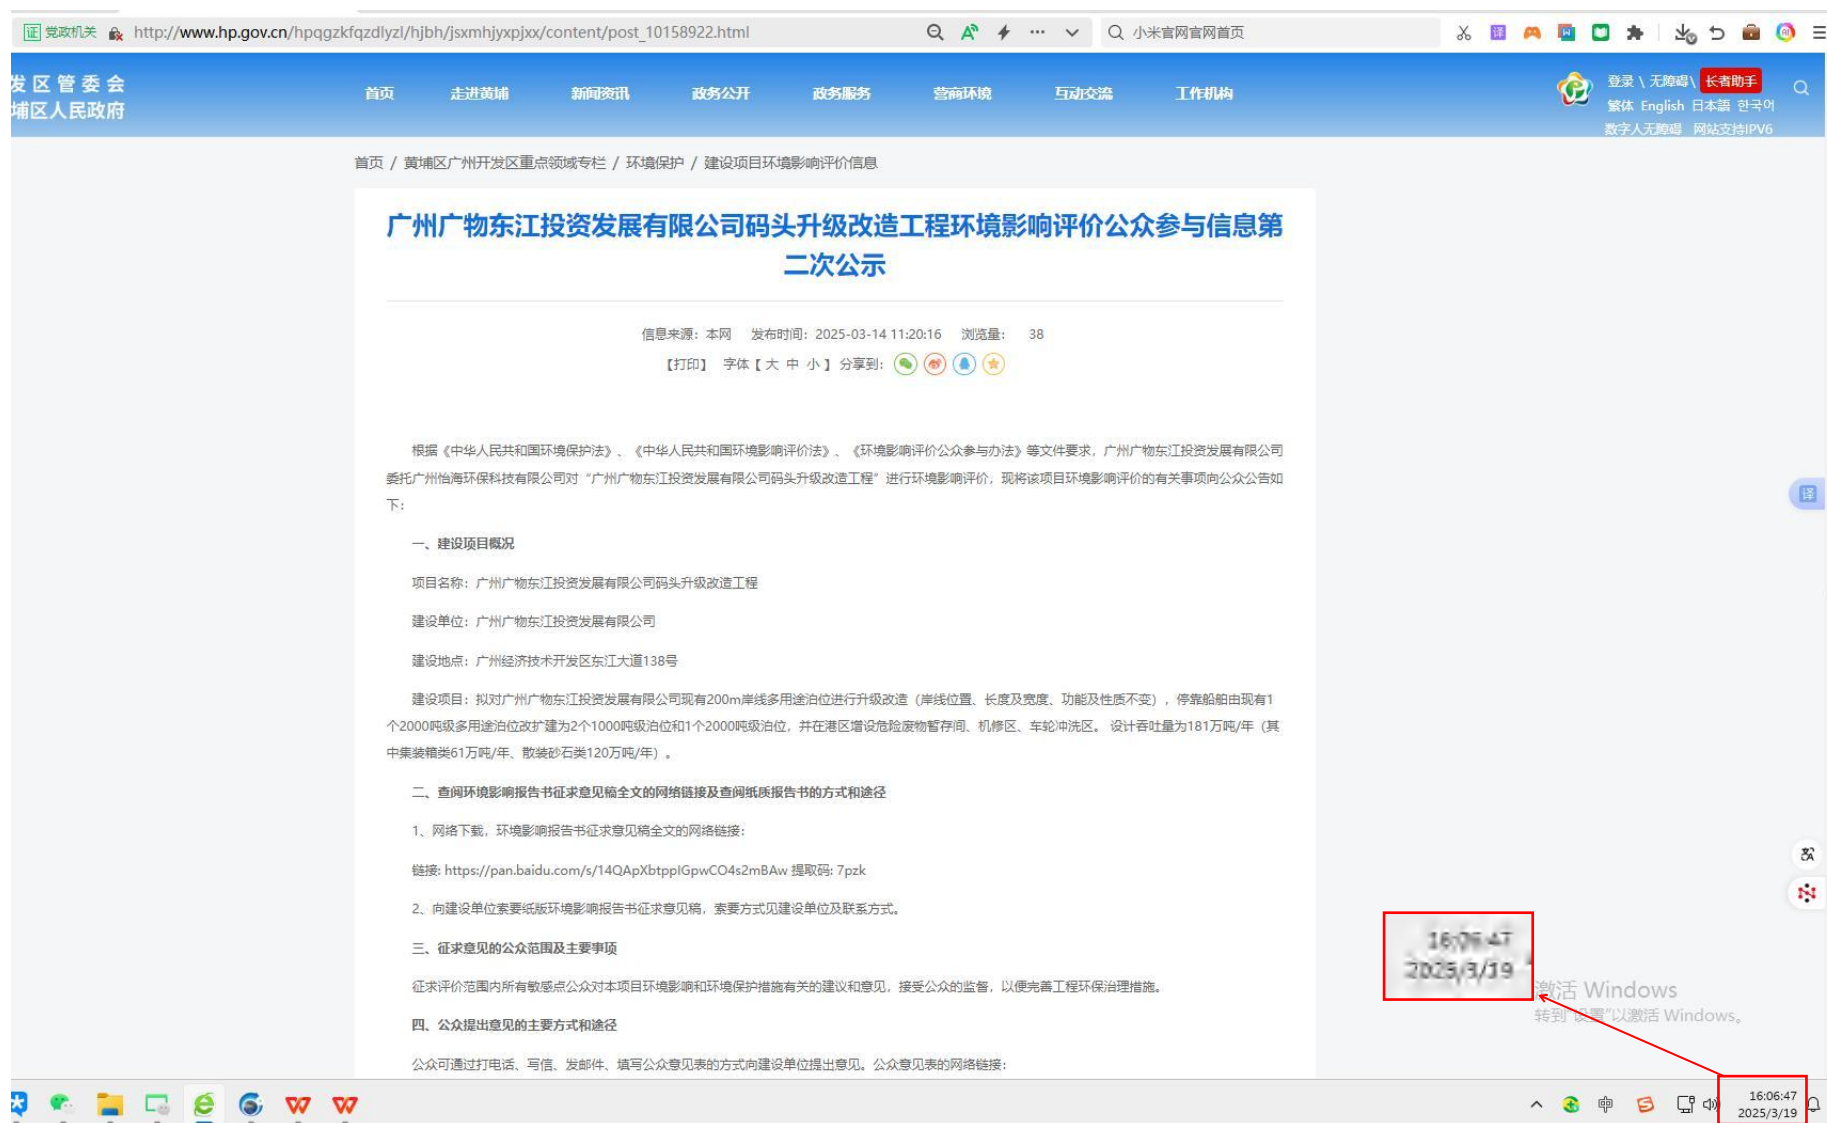 证 党政机关 http://www.hp.gov.cn/hpqgzkfqzdlyzl/hjbh/jsxmhjyxpjxx/content/post_10158922.html 小米官网官网首页
发区管委会
埔区人民政府
首页 走进黄埔 新闻资讯 政务公开 政务服务 营商环境 互动交流 工作机构
登录 \ 无障碍\ 长者助手
繁体 English 日本語 한국어
数字人无障碍 网站支持IPV6
首页 / 黄埔区广州开发区重点领域专栏 / 环境保护 / 建设项目环境影响评价信息
广州广物东江投资发展有限公司码头升级改造工程环境影响评价公众参与信息第
二次公示
信息来源：本网 发布时间：2025-03-14 11:20:16 浏览量： 38
【打印】 字体【 大 中 小 】 分享到：
根据《中华人民共和国环境保护法》、《中华人民共和国环境影响评价法》、《环境影响评价公众参与办法》等文件要求，广州广物东江投资发展有限公司
委托广州怡海环保科技有限公司对“广州广物东江投资发展有限公司码头升级改造工程”进行环境影响评价，现将该项目环境影响评价的有关事项向公众公告如
下：
一、建设项目概况
项目名称：广州广物东江投资发展有限公司码头升级改造工程
建设单位：广州广物东江投资发展有限公司
建设地点：广州经济技术开发区东江大道138号
建设项目：拟对广州广物东江投资发展有限公司现有200m岸线多用途泊位进行升级改造（岸线位置、长度及宽度、功能及性质不变），停靠船舶由现有1
个2000吨级多用途泊位改扩建为2个1000吨级泊位和1个2000吨级泊位，并在港区增设危险废物暂存间、机修区、车轮冲洗区。 设计吞吐量为181万吨/年（其
中集装箱类61万吨/年、散装砂石类120万吨/年）。
二、查阅环境影响报告书征求意见稿全文的网络链接及查阅纸质报告书的方式和途径
1、网络下载，环境影响报告书征求意见稿全文的网络链接：
链接: https://pan.baidu.com/s/14QApXbtppIGpwCO4s2mBAw 提取码: 7pzk
2、向建设单位索要纸版环境影响报告书征求意见稿，索要方式见建设单位及联系方式。
三、征求意见的公众范围及主要事项
征求评价范围内所有敏感点公众对本项目环境影响和环境保护措施有关的建议和意见，接受公众的监督，以便完善工程环保治理措施。
四、公众提出意见的主要方式和途径
公众可通过打电话、写信、发邮件、填写公众意见表的方式向建设单位提出意见。公众意见表的网络链接：
译
16:06:47
2025/3/19
激活 Windows
转到“设置”以激活 Windows。
中
16:06:47
2025/3/19